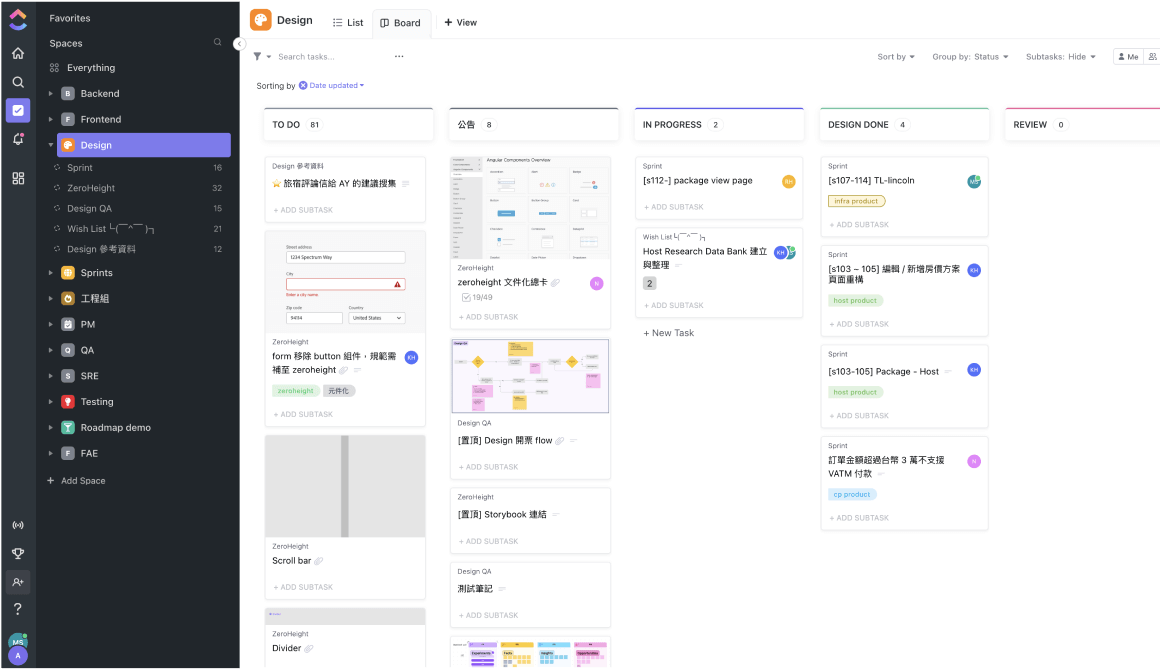 Favorites
Spaces
Everything
B Backend
F Frontend
Design
Sprint 16
ZeroHeight 32
Design QA 15
Wish List ╰(⌒^⌒ )╮ 21
Design 參考資料 12
Sprints
工程組
PM
Q QA
S SRE
Testing
Roadmap demo
F FAE
+ Add Space
?
MS
A
Design
List
Board
+ View
Search tasks...
...
Sort by
Group by: Status
Subtasks: Hide
Me
Sorting by Date updated
TO DO 81
Design 參考資料
⭐旅宿評論信給 AY 的建議搜集
+ ADD SUBTASK
Street address
1234 Spectrum Way
City
Enter a city name.
Zip code Country
94114 United States
ZeroHeight
form 移除 button 組件，規範需
補至 zeroheight
KH
zeroheight 元件化
+ ADD SUBTASK
ZeroHeight
Scroll bar
+ ADD SUBTASK
ZeroHeight
Divider
公告 8
Angular Components Overview
ZeroHeight
zeroheight 文件化總卡
N
19/49
+ ADD SUBTASK
Design QA
Design QA
[置頂] Design 開票 flow
+ ADD SUBTASK
ZeroHeight
[置頂] Storybook 連結
+ ADD SUBTASK
Design QA
測試筆記
+ ADD SUBTASK
IN PROGRESS 2
Sprint
[s112-] package view page
RH
+ ADD SUBTASK
Wish List ╰(⌒^⌒ )╮
Host Research Data Bank 建立
與整理
KH
MS
2
+ ADD SUBTASK
+ New Task
DESIGN DONE 4
Sprint
[s107-114] TL-lincoln
MS
infra product
+ ADD SUBTASK
Sprint
[s103 – 105] 編輯 / 新增房價方案
頁面重構
KH
host product
+ ADD SUBTASK
Sprint
[s103-105] Package - Host
KH
host product
+ ADD SUBTASK
Sprint
訂單金額超過台幣 3 萬不支援
VATM 付款
N
cp product
+ ADD SUBTASK
REVIEW 0